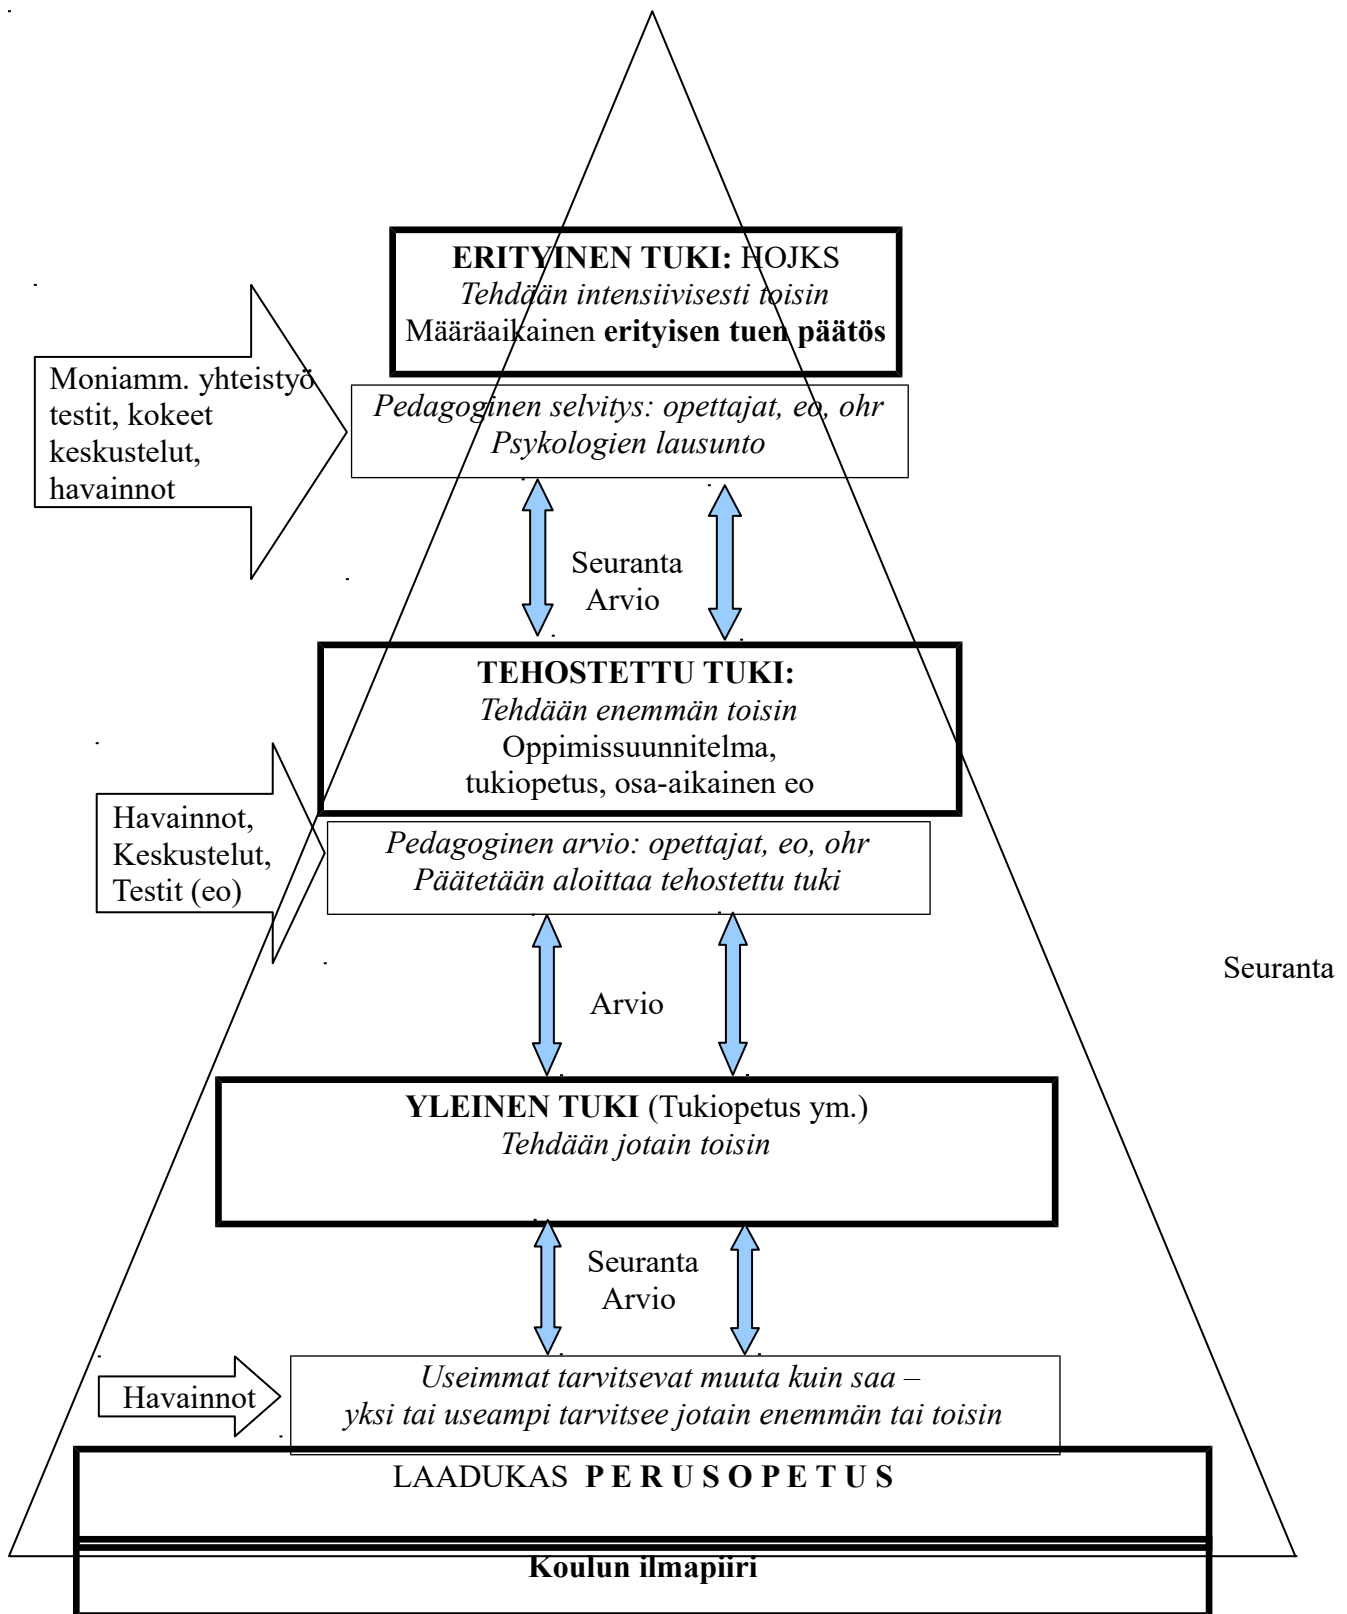 ERITYINEN TUKI: HOJKS
Tehdään intensiivisesti toisin
Määräaikainen erityisen tuen päätös
Moniamm. yhteistyö
testit, kokeet
keskustelut,
havainnot
Pedagoginen selvitys: opettajat, eo, ohr
Psykologien lausunto
Seuranta
Arvio
TEHOSTETTU TUKI:
Tehdään enemmän toisin
Oppimissuunnitelma,
tukiopetus, osa-aikainen eo
Havainnot,
Keskustelut,
Testit (eo)
Pedagoginen arvio: opettajat, eo, ohr
Päätetään aloittaa tehostettu tuki
Seuranta
Arvio
YLEINEN TUKI (Tukiopetus ym.)
Tehdään jotain toisin
Seuranta
Arvio
Havainnot
Useimmat tarvitsevat muuta kuin saa –
yksi tai useampi tarvitsee jotain enemmän tai toisin
LAADUKAS P E R U S O P E T U S
Koulun ilmapiiri